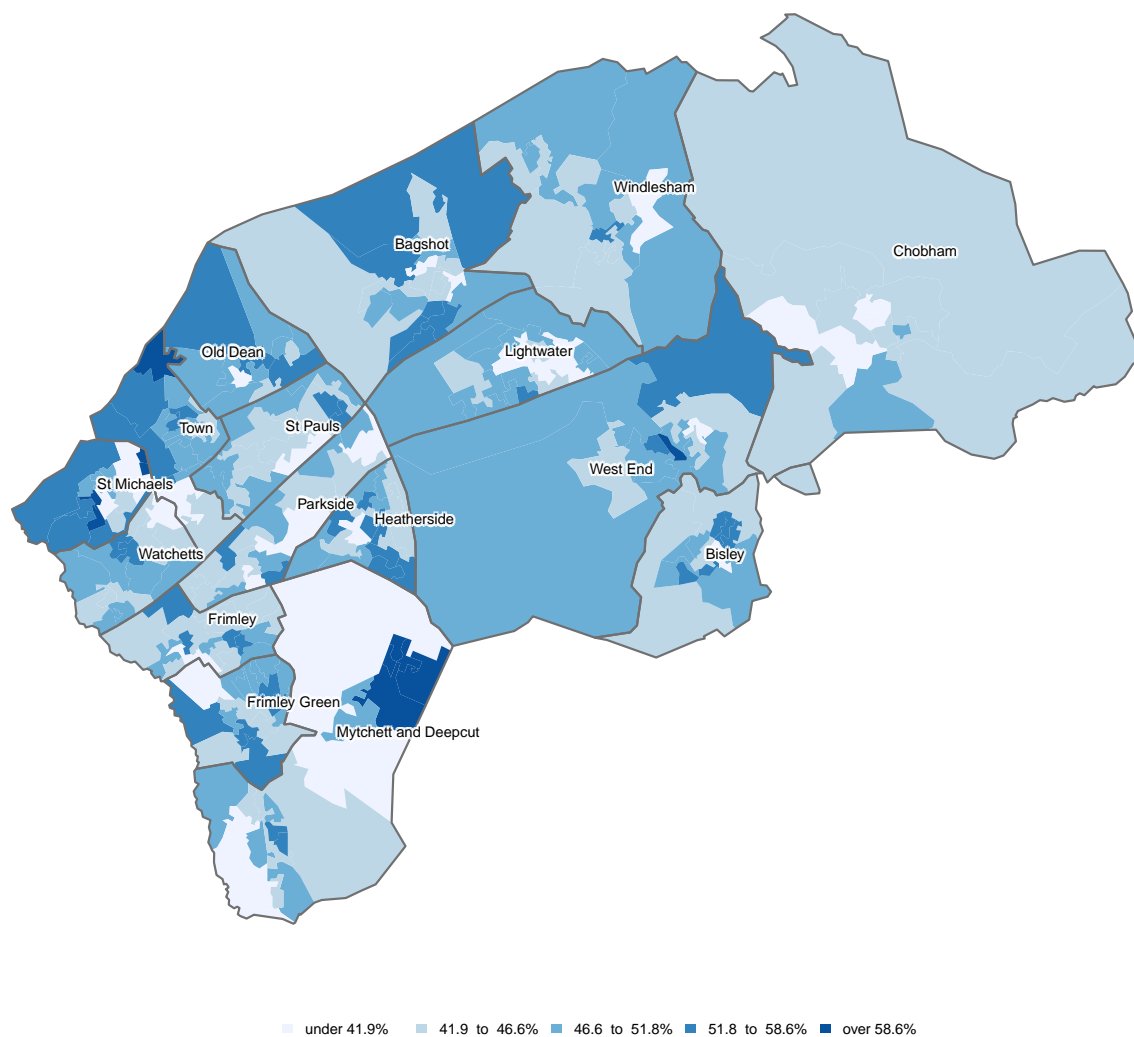 Windlesham
Bagshot
Chobham
Old Dean
Lightwater
Town
St Pauls
West End
St Michaels
Parkside
Heatherside
Watchetts
Bisley
Frimley
Frimley Green
Mytchett and Deepcut
under 41.9% 41.9 to 46.6% 46.6 to 51.8% 51.8 to 58.6% over 58.6%